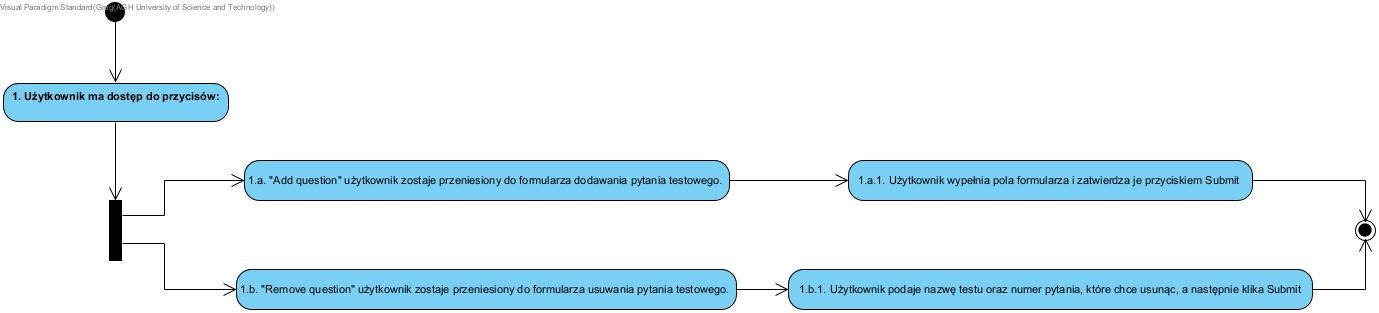 Visual Paradigm Standard(Greg(AGH University of Science and Technology))
1. Użytkownik ma dostęp do przycisów:
1.a. "Add question" użytkownik zostaje przeniesiony do formularza dodawania pytania testowego.
1.a.1. Użytkownik wypełnia pola formularza i zatwierdza je przyciskiem Submit
1.b. "Remove question" użytkownik zostaje przeniesiony do formularza usuwania pytania testowego.
1.b.1. Użytkownik podaje nazwę testu oraz numer pytania, które chce usunąc, a następnie klika Submit